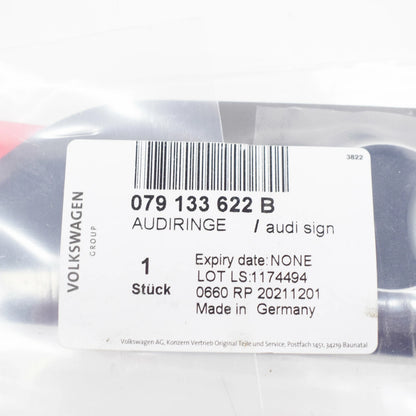 3822
079 133 622 B
AUDIRINGE / audi sign
VOLKSWAGEN
GROUP
1
Stück
Expiry date:NONE
LOT LS:1174494
0660 RP 20211201
Made in Germany
Volkswagen AG, Konzern Vertrieb Original Teile und Service, Postfach 1451, 34219 Baunatal